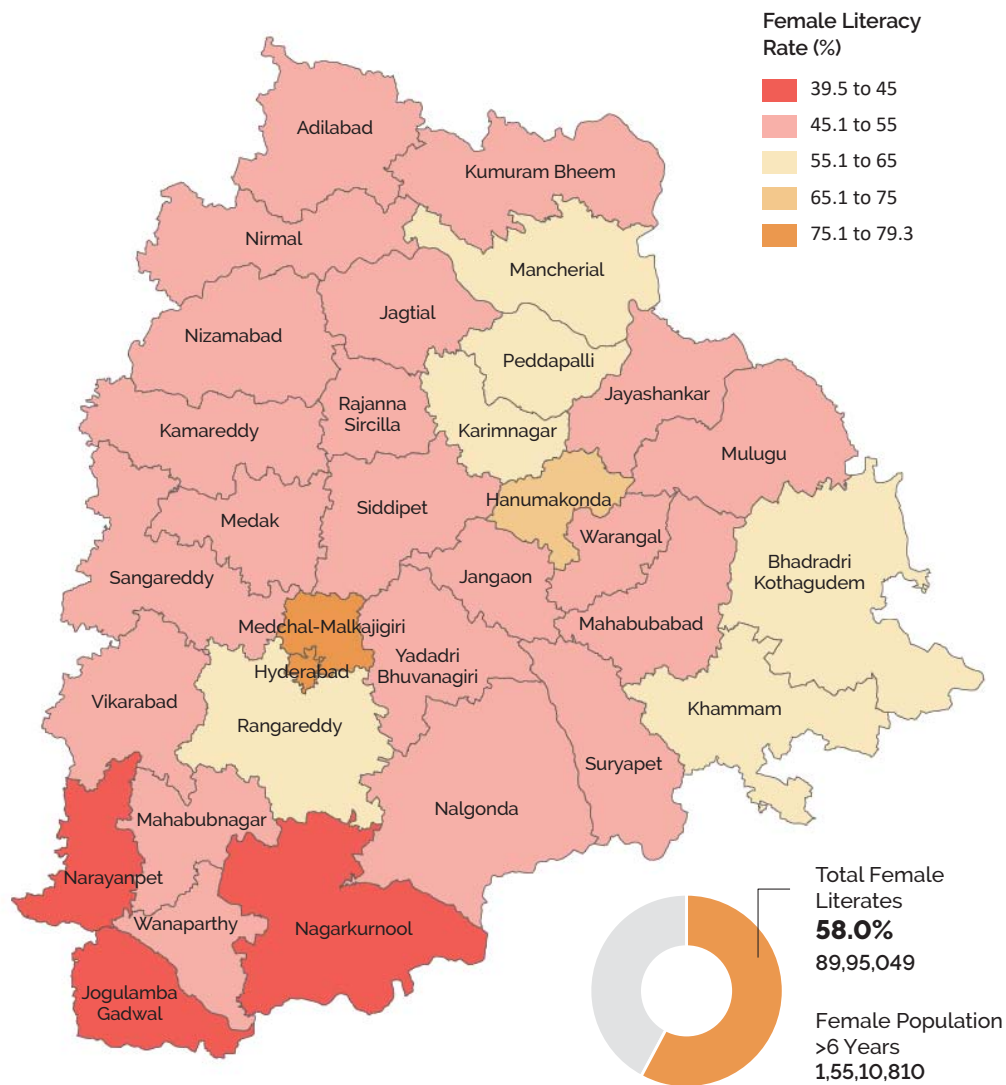 Female Literacy
Rate (%)
39.5 to 45
45.1 to 55
55.1 to 65
65.1 to 75
75.1 to 79.3
Adilabad
Kumuram Bheem
Nirmal
Mancherial
Jagtial
Nizamabad
Peddapalli
Jayashankar
Rajanna
Sircilla
Karimnagar
Kamareddy
Mulugu
Hanumakonda
Siddipet
Medak
Warangal
Bhadradri
Kothagudem
Jangaon
Sangareddy
Mahabubabad
Medchal-Malkajigiri
Yadadri
Bhuvanagiri
Hyderabad
Vikarabad
Khammam
Rangareddy
Suryapet
Nalgonda
Mahabubnagar
Narayanpet
Wanaparthy
Nagarkurnool
Jogulamba
Gadwal
Total Female
Literates
58.0%
89,95,049
Female Population
>6 Years
1,55,10,810